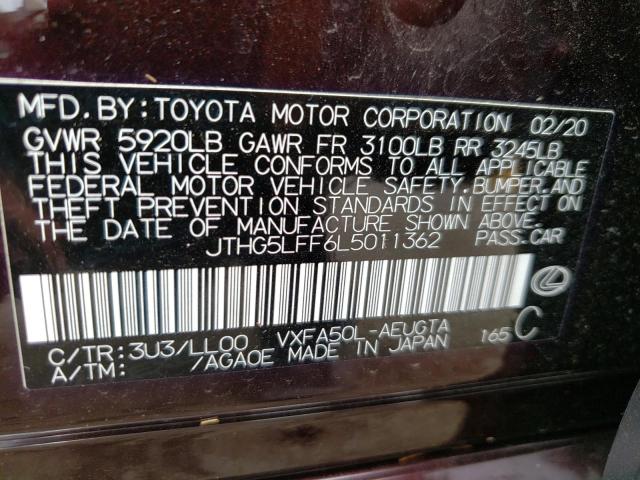 MFD. BY: TOYOTA MOTOR CORPORATION 02/20
GVWR 5920LB GAWR FR 3100LB RR 3245LB
THIS VEHICLE CONFORMS TO ALL APPLICABLE
FEDERAL MOTOR VEHICLE SAFETY, BUMPER, AND
THEFT PREVENTION STANDARDS IN EFFECT ON
THE DATE OF MANUFACTURE SHOWN ABOVE.
JTHG5LFF6L5011362 PASS. CAR
C/TR: 3U3/LL00 VXFA50L-AEUGTA 165 C
A/TM: /AGA0E MADE IN JAPAN